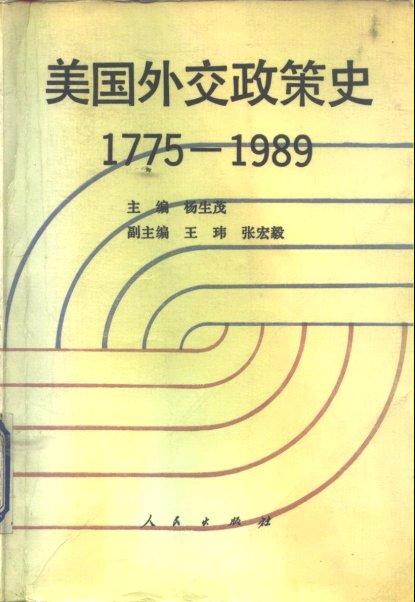 美国外交政策史
1775—1989
主 编 杨生茂
副主编 王 玮 张宏毅
人民出版社